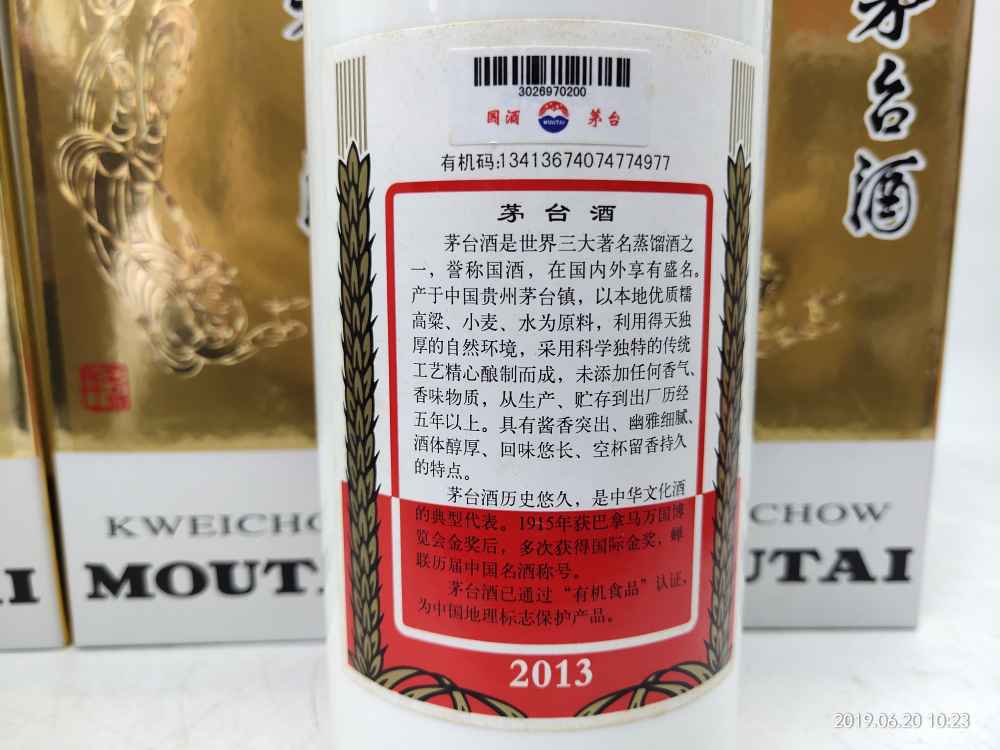 3026970200
国酒 MOUTAI 茅台
有机码:13413674074774977
茅台酒
茅台酒是世界三大著名蒸馏酒之
一，誉称国酒，在国内外享有盛名。
产于中国贵州茅台镇，以本地优质糯
高粱、小麦、水为原料，利用得天独
厚的自然环境，采用科学独特的传统
工艺精心酿制而成，未添加任何香气、
香味物质，从生产、贮存到出厂历经
五年以上。具有酱香突出、幽雅细腻、
酒体醇厚、回味悠长、空杯留香持久
的特点。
茅台酒历史悠久，是中华文化酒
的典型代表。1915年获巴拿马万国博
览会金奖后，多次获得国际金奖，蝉
联历届中国名酒称号。
茅台酒已通过“有机食品”认证，
为中国地理标志保护产品。
2013
茅台酒
KWEICHO
MOUTA
CHOW
UTAI
I
2019.06.20 10:23